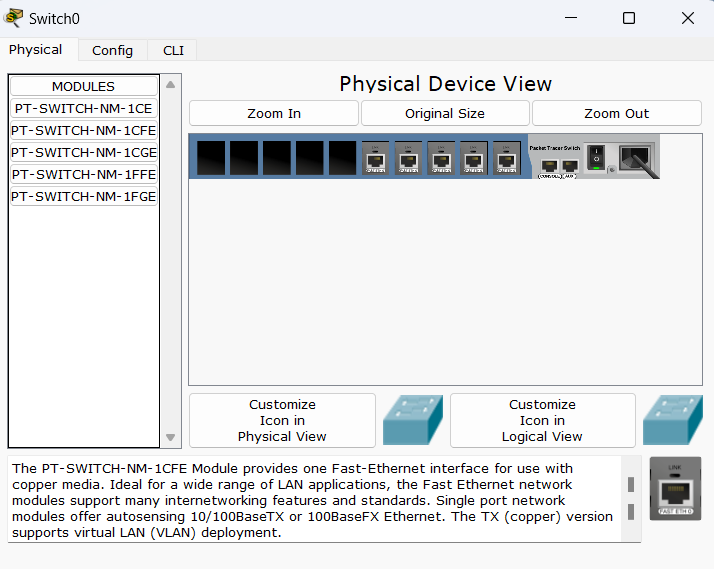 Switch0
Physical
Config
CLI
MODULES
PT-SWITCH-NM-1CE
PT-SWITCH-NM-1CFE
PT-SWITCH-NM-1CGE
PT-SWITCH-NM-1FFE
PT-SWITCH-NM-1FGE
Physical Device View
Zoom In
Original Size
Zoom Out
Packet Tracer Switch
CONSOLE
AUX
Customize
Icon in
Physical View
Customize
Icon in
Logical View
The PT-SWITCH-NM-1CFE Module provides one Fast-Ethernet interface for use with
copper media. Ideal for a wide range of LAN applications, the Fast Ethernet network
modules support many internetworking features and standards. Single port network
modules offer autosensing 10/100BaseTX or 100BaseFX Ethernet. The TX (copper) version
supports virtual LAN (VLAN) deployment.
LINK
FAST ETH 0